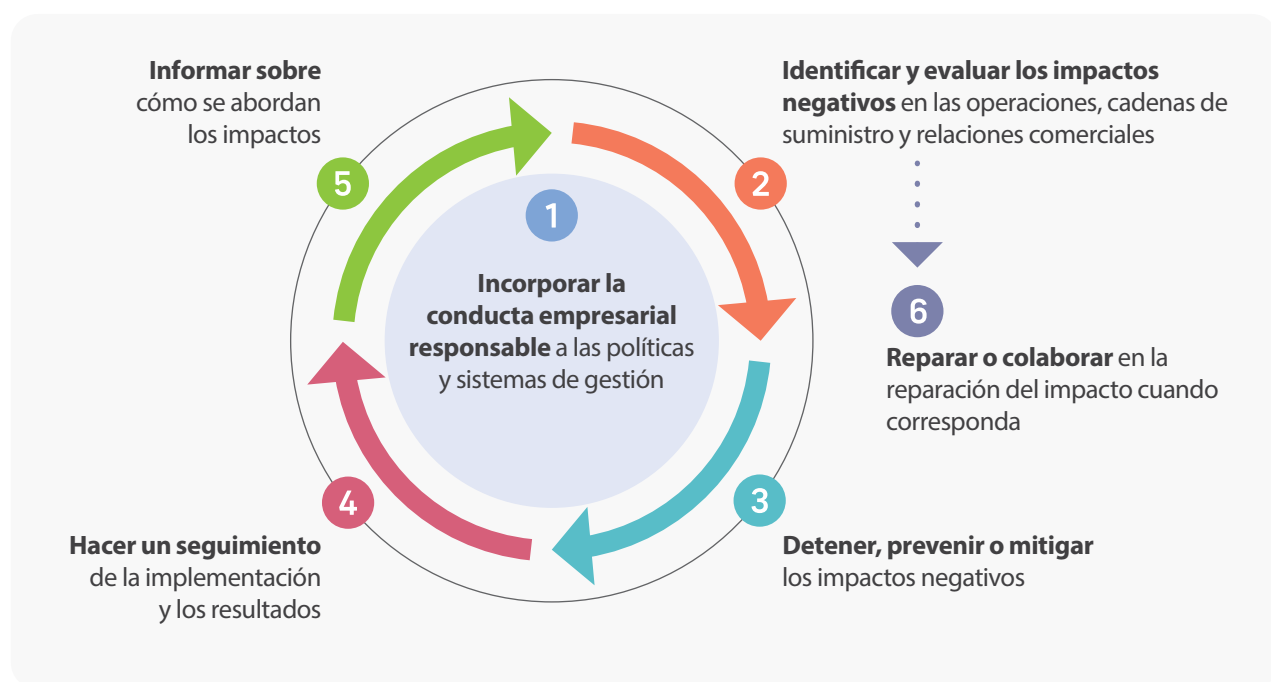 1
Incorporar la
conducta empresarial
responsable a las políticas
y sistemas de gestión
2
Identificar y evaluar los impactos
negativos en las operaciones, cadenas de
suministro y relaciones comerciales
3
Detener, prevenir o mitigar
los impactos negativos
4
Hacer un seguimiento
de la implementación
y los resultados
5
Informar sobre
cómo se abordan
los impactos
6
Reparar o colaborar en la
reparación del impacto cuando
corresponda